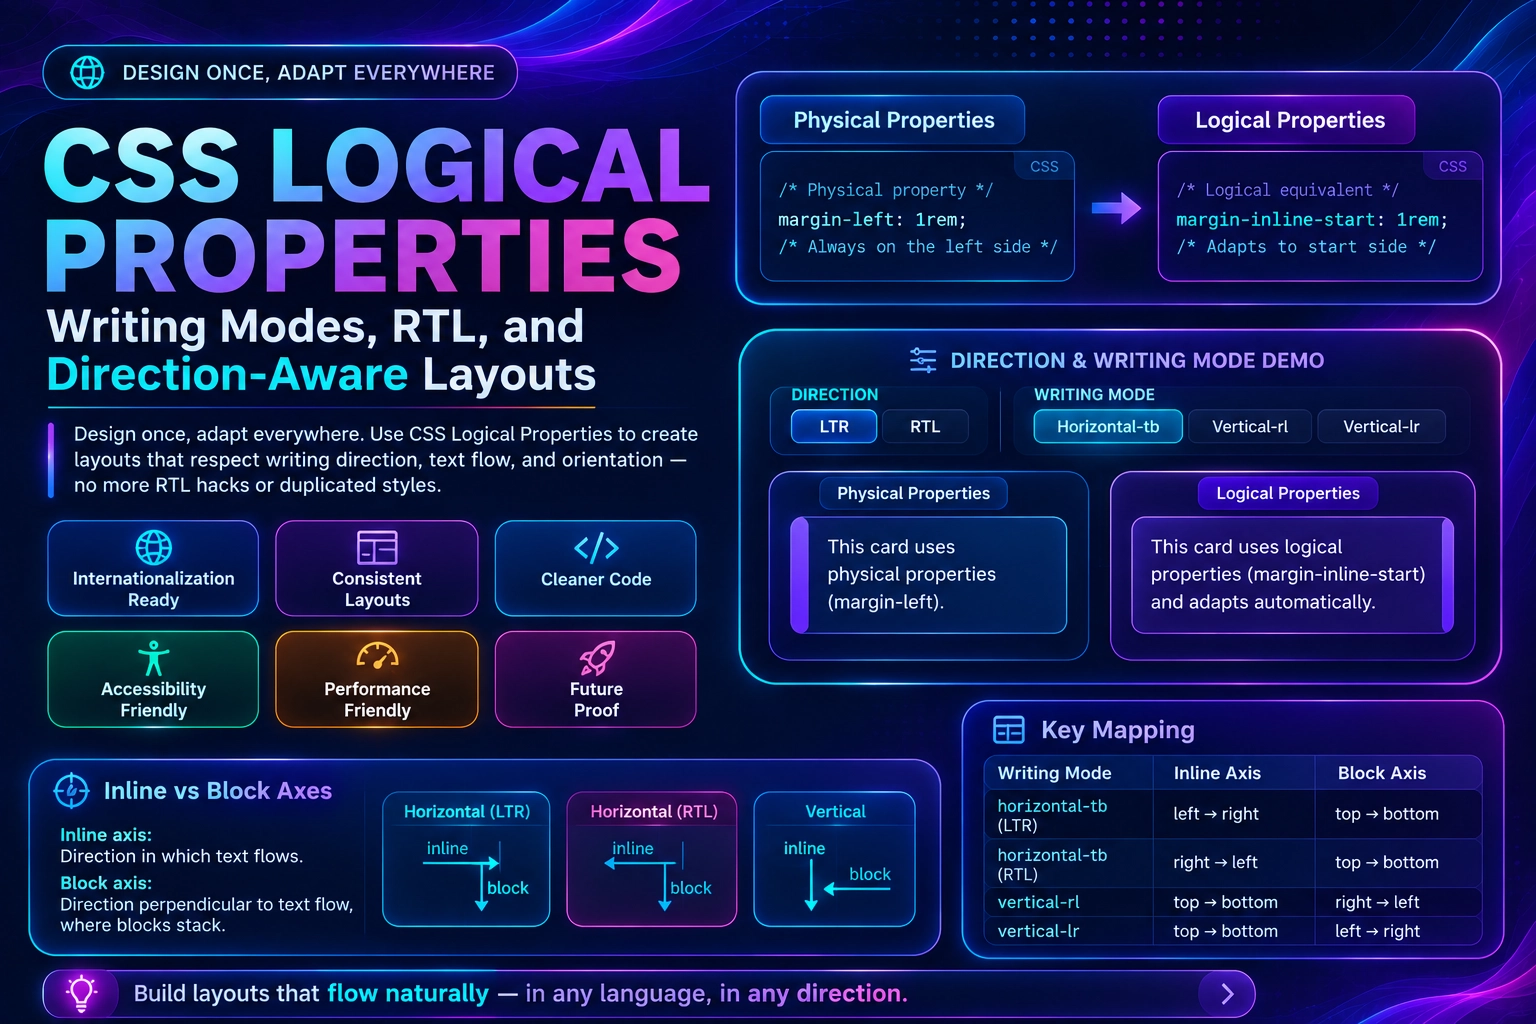 DESIGN ONCE, ADAPT EVERYWHERE
CSS LOGICAL
PROPERTIES
Writing Modes, RTL, and
Direction-Aware Layouts
Design once, adapt everywhere. Use CSS Logical Properties to create
layouts that respect writing direction, text flow, and orientation —
no more RTL hacks or duplicated styles.
Internationalization
Ready
Consistent
Layouts
Cleaner Code
Accessibility
Friendly
Performance
Friendly
Future
Proof
Physical Properties
CSS
/* Physical property */
margin-left: 1rem;
/* Always on the left side */
Logical Properties
CSS
/* Logical equivalent */
margin-inline-start: 1rem;
/* Adapts to start side */
DIRECTION & WRITING MODE DEMO
DIRECTION
LTR
RTL
WRITING MODE
Horizontal-tb
Vertical-rl
Vertical-lr
Physical Properties
This card uses
physical properties
(margin-left).
Logical Properties
This card uses logical
properties (margin-inline-start)
and adapts automatically.
Inline vs Block Axes
Inline axis:
Direction in which text flows.
Block axis:
Direction perpendicular to text flow,
where blocks stack.
Horizontal (LTR)
inline
block
Horizontal (RTL)
inline
block
Vertical
inline
block
Key Mapping
Writing Mode Inline Axis Block Axis
horizontal-tb
(LTR)
left → right
top → bottom
horizontal-tb
(RTL)
right → left
top → bottom
vertical-rl top → bottom right → left
vertical-lr top → bottom left → right
Build layouts that flow naturally — in any language, in any direction.